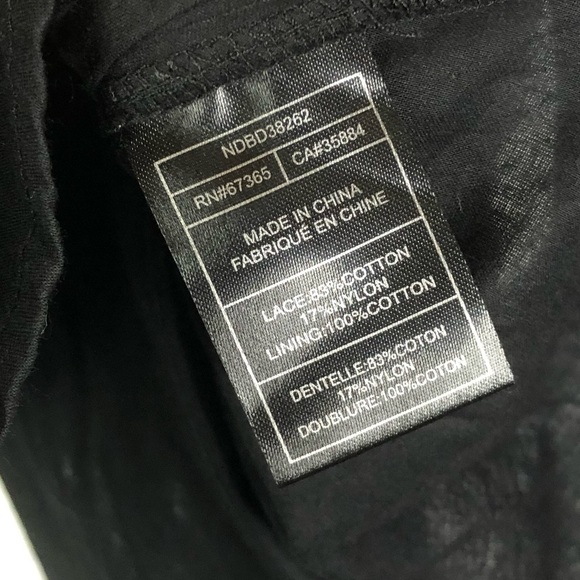 NDBD38262
RN#67365 CA#35884
MADE IN CHINA
FABRIQUÉ EN CHINE
LACE:83%COTTON
17%NYLON
LINING:100%COTTON
DENTELLE:83%COTON
17%NYLON
DOUBLURE:100%COTON